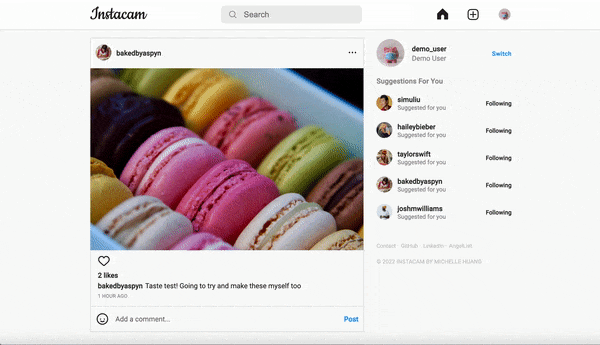 Instacam
Search
bakedbyaspyn
2 likes
bakedbyaspyn Taste test! Going to try and make these myself too
1 HOUR AGO
Add a comment...
Post
demo_user
Demo User
Switch
Suggestions For You
simuliu
Suggested for you
Following
haileybieber
Suggested for you
Following
taylorswift
Suggested for you
Following
bakedbyaspyn
Suggested for you
Following
joshmwilliams
Suggested for you
Following
Contact · GitHub · LinkedIn · AngelList
© 2022 INSTACAM BY MICHELLE HUANG